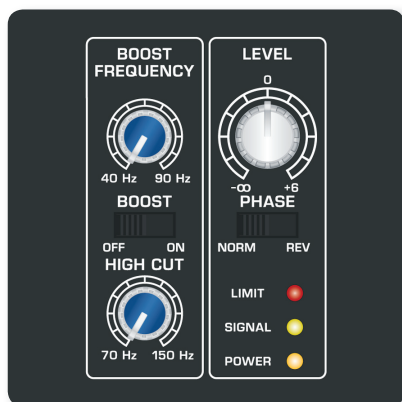 BOOST
FREQUENCY
40 Hz 90 Hz
BOOST
OFF ON
HIGH CUT
70 Hz 150 Hz
LEVEL
0
-∞ +6
PHASE
NORM REV
LIMIT
SIGNAL
POWER